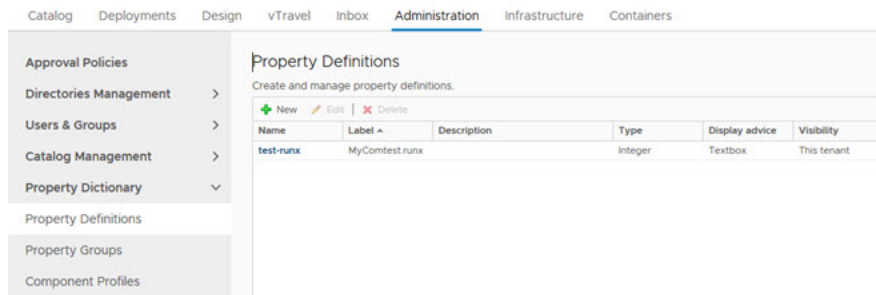 Catalog Deployments Design vTravel Inbox Administration Infrastructure Containers
Approval Policies
Directories Management
Users & Groups
Catalog Management
Property Dictionary
Property Definitions
Property Groups
Component Profiles
Property Definitions
Create and manage property definitions.
New Edit Delete
Name Label Description Type Display advice Visibility
test-runx MyComtest.runx Integer Textbox This tenant